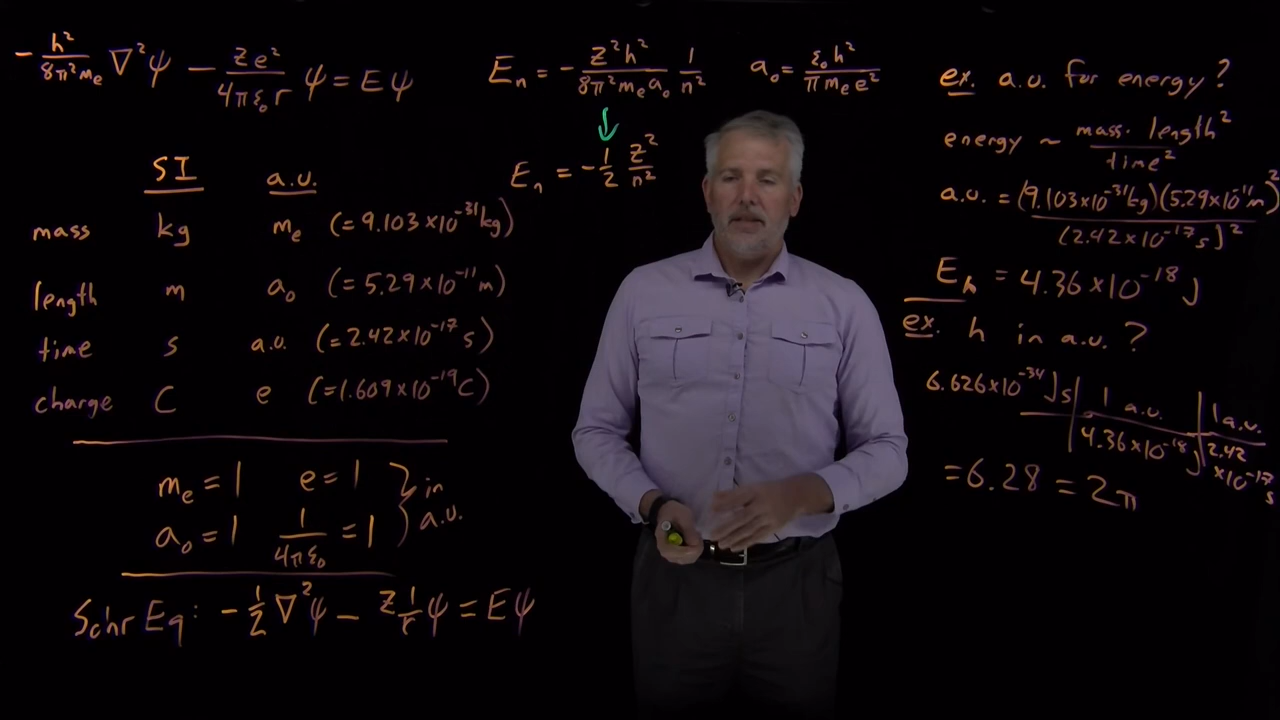 -h²/8π²mₑ ∇²ψ - Ze²/4πε₀r ψ = Eψ
SI a.u.
mass kg mₑ (=9.103×10⁻³¹kg)
length m a₀ (=5.29×10⁻¹¹m)
time s a.u. (=2.42×10⁻¹⁷s)
charge C e (=1.609×10⁻¹⁹C)
mₑ=1 e=1 } in
a₀=1 1/4πε₀=1 a.u.
Schr Eq: -1/2 ∇²ψ - Z 1/r ψ = Eψ
Eₙ = -Z²h²/8π²mₑa₀ 1/n² a₀ = ε₀h²/πmₑe²
↓
Eₙ = -1/2 Z²/n²
ex. a.u. for energy?
energy ~ mass·length²/time²
a.u. = (9.103×10⁻³¹kg)(5.29×10⁻¹¹m)²/(2.42×10⁻¹⁷s)²
Eₕ = 4.36×10⁻¹⁸J
ex. h in a.u.?
6.626×10⁻³⁴Js | 1 a.u. / 4.36×10⁻¹⁸J | 1 a.u. / 2.42×10⁻¹⁷s
=6.28 = 2π